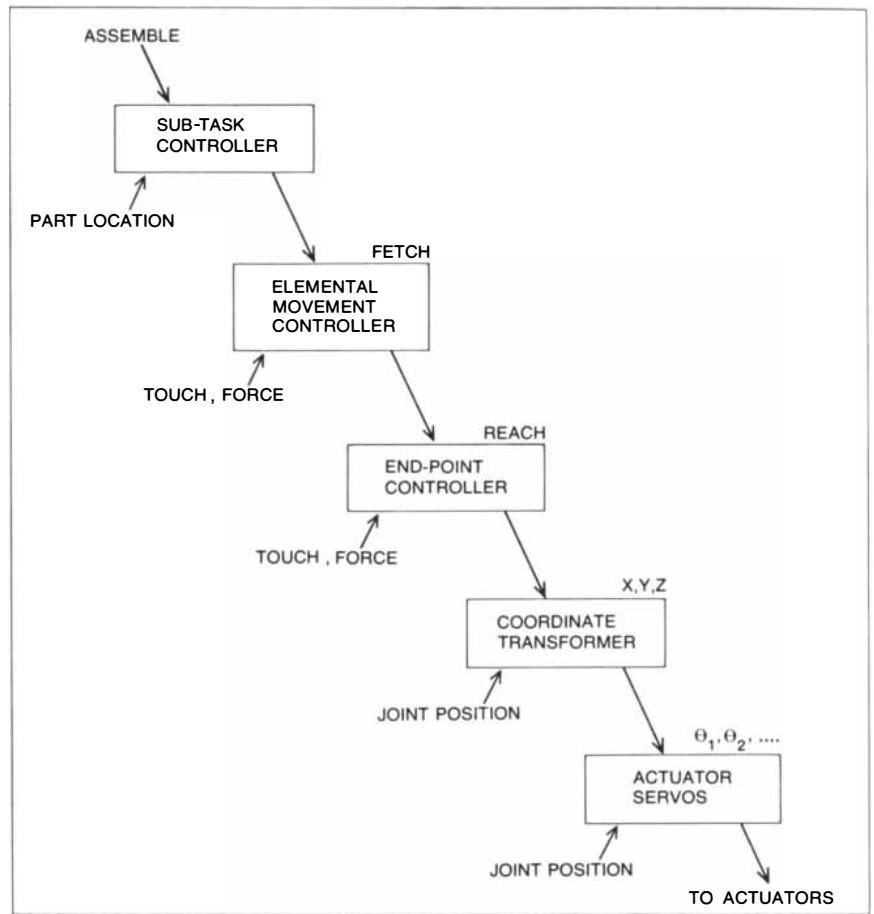 ASSEMBLE
SUB-TASK
CONTROLLER
PART LOCATION
FETCH
ELEMENTAL
MOVEMENT
CONTROLLER
TOUCH , FORCE
REACH
END-POINT
CONTROLLER
TOUCH , FORCE
X,Y,Z
COORDINATE
TRANSFORMER
JOINT POSITION
Θ₁,Θ₂, ....
ACTUATOR
SERVOS
JOINT POSITION
TO ACTUATORS